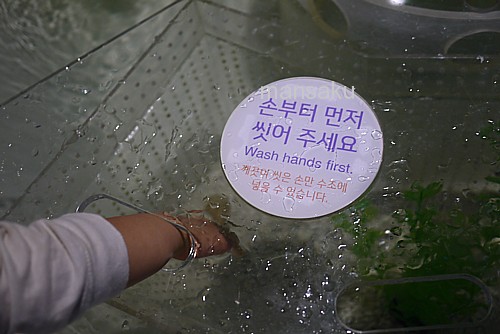 mansaku
손부터 먼저
씻어 주세요
Wash hands first.
깨끗이 씻은 손만 수조에
넣을 수 있습니다.